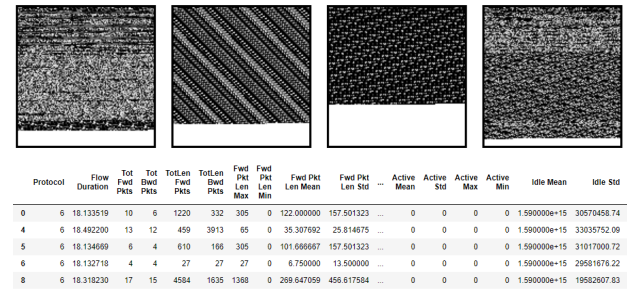 Protocol Flow Duration Tot Fwd Pkts Tot Bwd Pkts TotLen Fwd Pkts TotLen Bwd Pkts Fwd Pkt Len Max Fwd Pkt Len Min Fwd Pkt Len Mean Fwd Pkt Len Std ... Active Mean Active Std Active Max Active Min Idle Mean Idle Std
0 6 18.133519 10 6 1220 332 305 0 122.000000 157.501323 ... 0 0 0 0 1.590000e+15 30570458.74
4 6 18.492200 13 12 459 3913 65 0 35.307692 25.814675 ... 0 0 0 0 1.590000e+15 33035752.09
5 6 18.134669 6 4 610 166 305 0 101.666667 157.501323 ... 0 0 0 0 1.590000e+15 31017000.72
6 6 18.132718 4 4 27 27 27 0 6.750000 13.500000 ... 0 0 0 0 1.590000e+15 29581676.22
8 6 18.318230 17 15 4584 1635 1368 0 269.647059 456.617584 ... 0 0 0 0 1.590000e+15 19582607.83